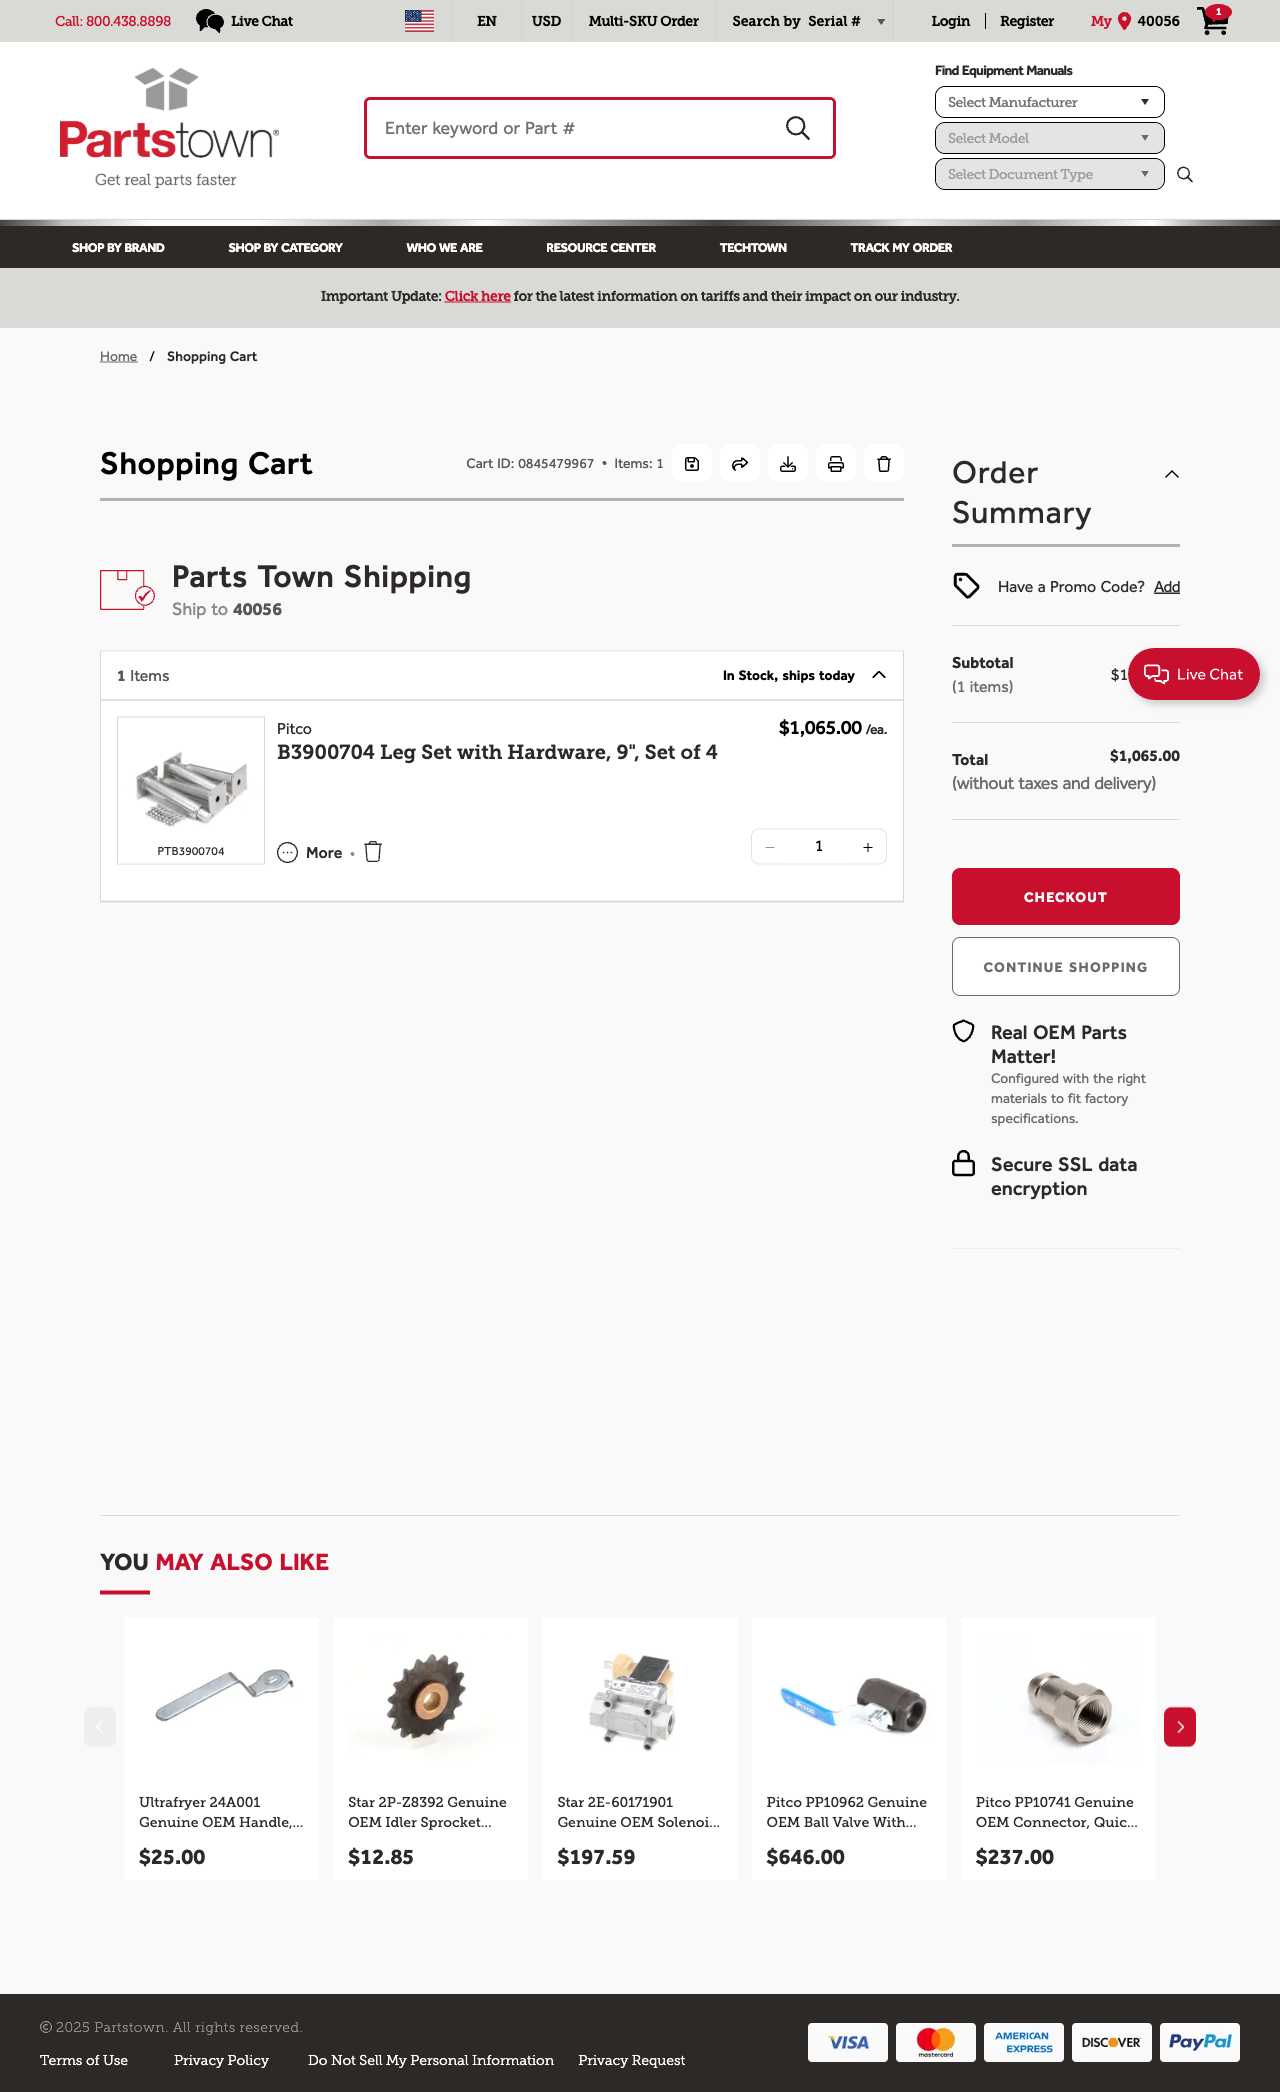 Call: 800.438.8898
Live Chat
EN
USD
Multi-SKU Order
Search by Serial #
Login
Register
My 40056
1
Partstown®
Get real parts faster
Enter keyword or Part #
Find Equipment Manuals
Select Manufacturer
Select Model
Select Document Type
SHOP BY BRAND
SHOP BY CATEGORY
WHO WE ARE
RESOURCE CENTER
TECHTOWN
TRACK MY ORDER
Important Update: Click here for the latest information on tariffs and their impact on our industry.
Home / Shopping Cart
Shopping Cart
Cart ID: 0845479967 • Items: 1
Parts Town Shipping
Ship to 40056
1 Items
In Stock, ships today
Pitco
$1,065.00 /ea.
B3900704 Leg Set with Hardware, 9", Set of 4
PTB3900704
More •
− 1 +
Order
Summary
Have a Promo Code? Add
Subtotal
(1 items)
$1
Live Chat
Total
$1,065.00
(without taxes and delivery)
CHECKOUT
CONTINUE SHOPPING
Real OEM Parts
Matter!
Configured with the right
materials to fit factory
specifications.
Secure SSL data
encryption
YOU MAY ALSO LIKE
Ultrafryer 24A001
Genuine OEM Handle,...
$25.00
Star 2P-Z8392 Genuine
OEM Idler Sprocket...
$12.85
Star 2E-60171901
Genuine OEM Solenoi...
$197.59
Pitco PP10962 Genuine
OEM Ball Valve With...
$646.00
Pitco PP10741 Genuine
OEM Connector, Quic...
$237.00
© 2025 Partstown. All rights reserved.
Terms of Use
Privacy Policy
Do Not Sell My Personal Information
Privacy Request
VISA
mastercard
AMERICAN
EXPRESS
DISCOVER
PayPal